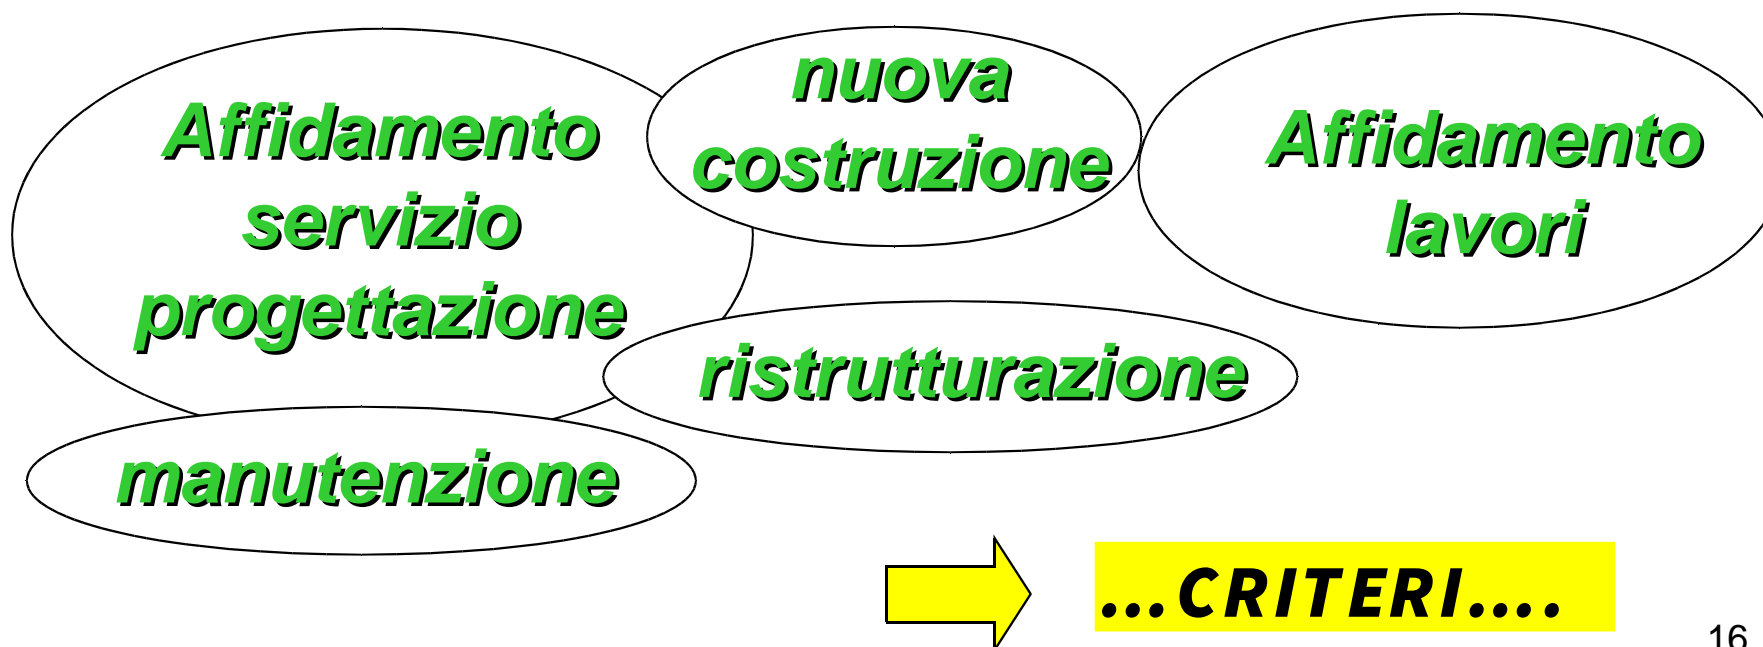 Affidamento
servizio
progettazione
nuova
costruzione
Affidamento
lavori
ristrutturazione
manutenzione
...CRITERI....
16